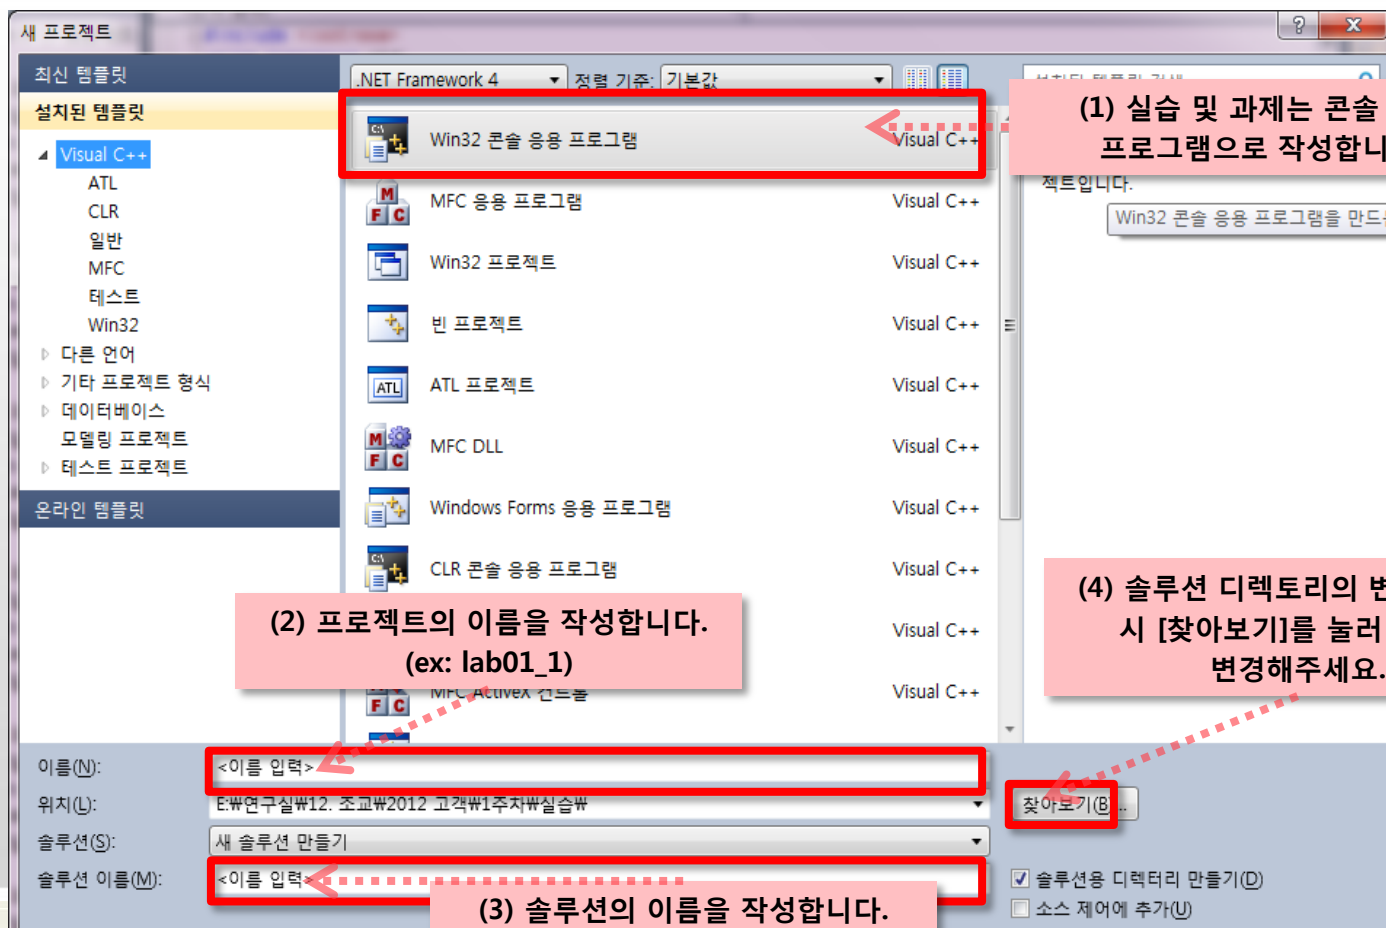 새 프로젝트
최신 템플릿
설치된 템플릿
Visual C++
ATL
CLR
일반
MFC
테스트
Win32
다른 언어
기타 프로젝트 형식
데이터베이스
모델링 프로젝트
테스트 프로젝트
온라인 템플릿
.NET Framework 4
정렬 기준:
기본값
Win32 콘솔 응용 프로그램 Visual C++
MFC 응용 프로그램 Visual C++
Win32 프로젝트 Visual C++
빈 프로젝트 Visual C++
ATL 프로젝트 Visual C++
MFC DLL Visual C++
Windows Forms 응용 프로그램 Visual C++
CLR 콘솔 응용 프로그램 Visual C++
Visual C++
MFC ActiveX 컨트롤 Visual C++
(1) 실습 및 과제는 콘솔
프로그램으로 작성합니
젝트입니다.
Win32 콘솔 응용 프로그램을 만드
(2) 프로젝트의 이름을 작성합니다.
(ex: lab01_1)
(4) 솔루션 디렉토리의 변
시 [찾아보기]를 눌러
변경해주세요.
이름(N): <이름 입력>
위치(L): E:₩연구실₩12. 조교₩2012 고객₩1주차₩실습₩
찾아보기(B)...
솔루션(S): 새 솔루션 만들기
솔루션 이름(M): <이름 입력>
솔루션용 디렉터리 만들기(D)
소스 제어에 추가(U)
(3) 솔루션의 이름을 작성합니다.